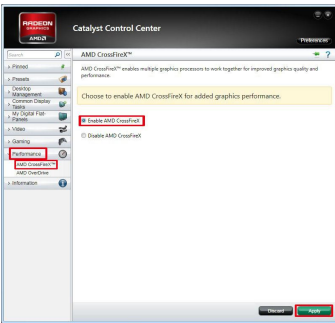 RADEON
GRAPHICS
AMD
Catalyst Control Center
Preferences
Search
AMD CrossFireX™
?
Pinned
AMD CrossFireX™ enables multiple graphics processors to work together for improved graphics quality and
performance.
Presets
Desktop
Management
Choose to enable AMD CrossFireX for added graphics performance.
Common Display
Tasks
My Digital Flat-
Panels
Enable AMD CrossFireX
Video
Disable AMD CrossFireX
Gaming
Performance
AMD CrossFireX™
AMD OverDrive
Information
Discard
Apply